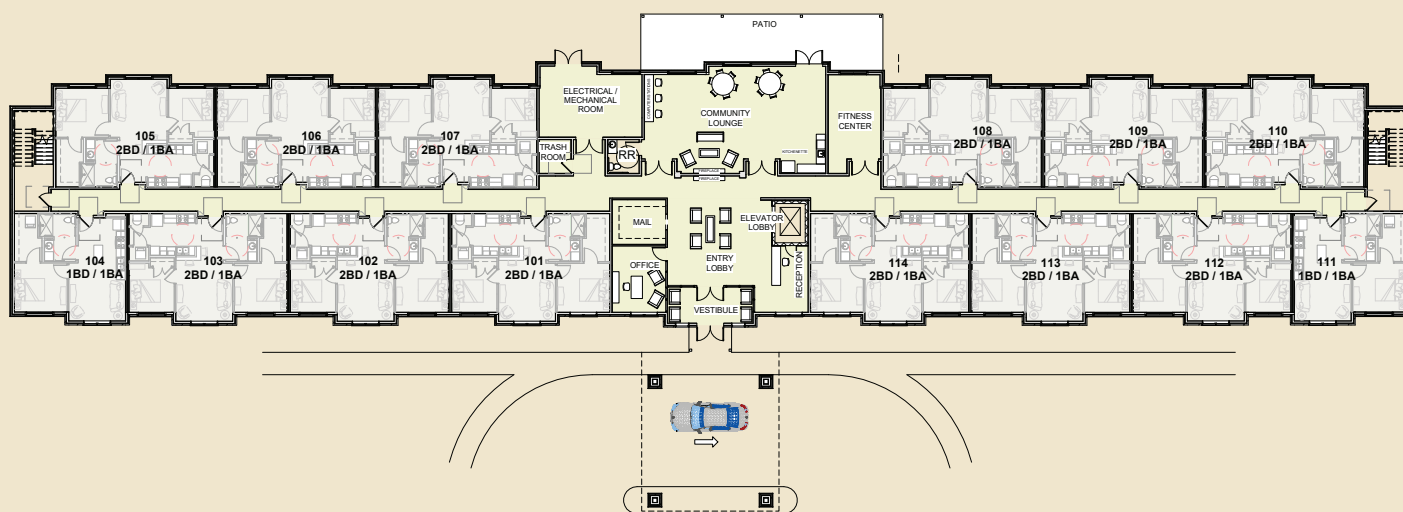 PATIO
ELECTRICAL /
MECHANICAL
ROOM
COMMUNITY
LOUNGE
FITNESS
CENTER
TRASH
ROOM
RR
KITCHENETTE
FIREPLACE
FIREPLACE
105
2BD / 1BA
106
2BD / 1BA
107
2BD / 1BA
108
2BD / 1BA
109
2BD / 1BA
110
2BD / 1BA
MAIL
ELEVATOR
LOBBY
ENTRY
LOBBY
OFFICE
RECEPTION
VESTIBULE
104
1BD / 1BA
103
2BD / 1BA
102
2BD / 1BA
101
2BD / 1BA
114
2BD / 1BA
113
2BD / 1BA
112
2BD / 1BA
111
1BD / 1BA